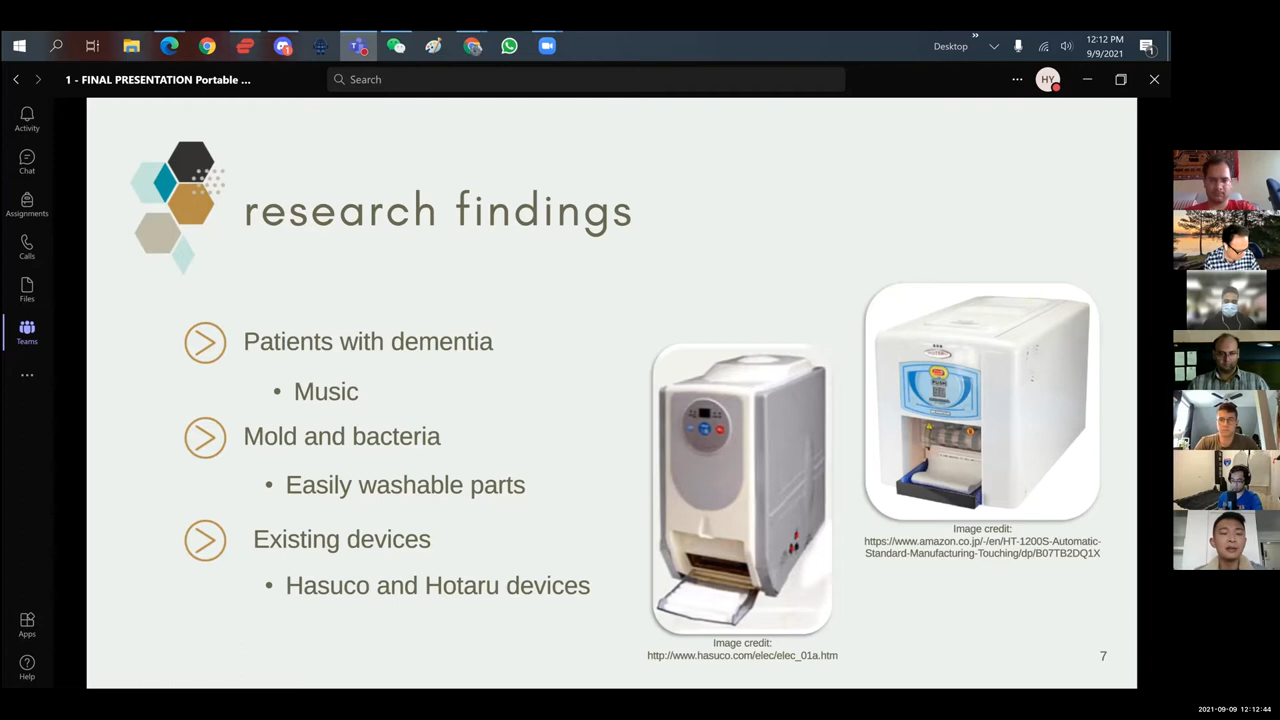 Desktop
»
12:12 PM
9/9/2021
1
1 - FINAL PRESENTATION Portable ...
Search
HY
Activity
Chat
Assignments
Calls
Files
Teams
Apps
Help
research findings
Patients with dementia
• Music
Mold and bacteria
• Easily washable parts
Existing devices
• Hasuco and Hotaru devices
PUSH
Image credit:
https://www.amazon.co.jp/-/en/HT-1200S-Automatic-
Standard-Manufacturing-Touching/dp/B07TB2DQ1X
Image credit:
http://www.hasuco.com/elec/elec_01a.htm
7
2021-09-09 12:12:44